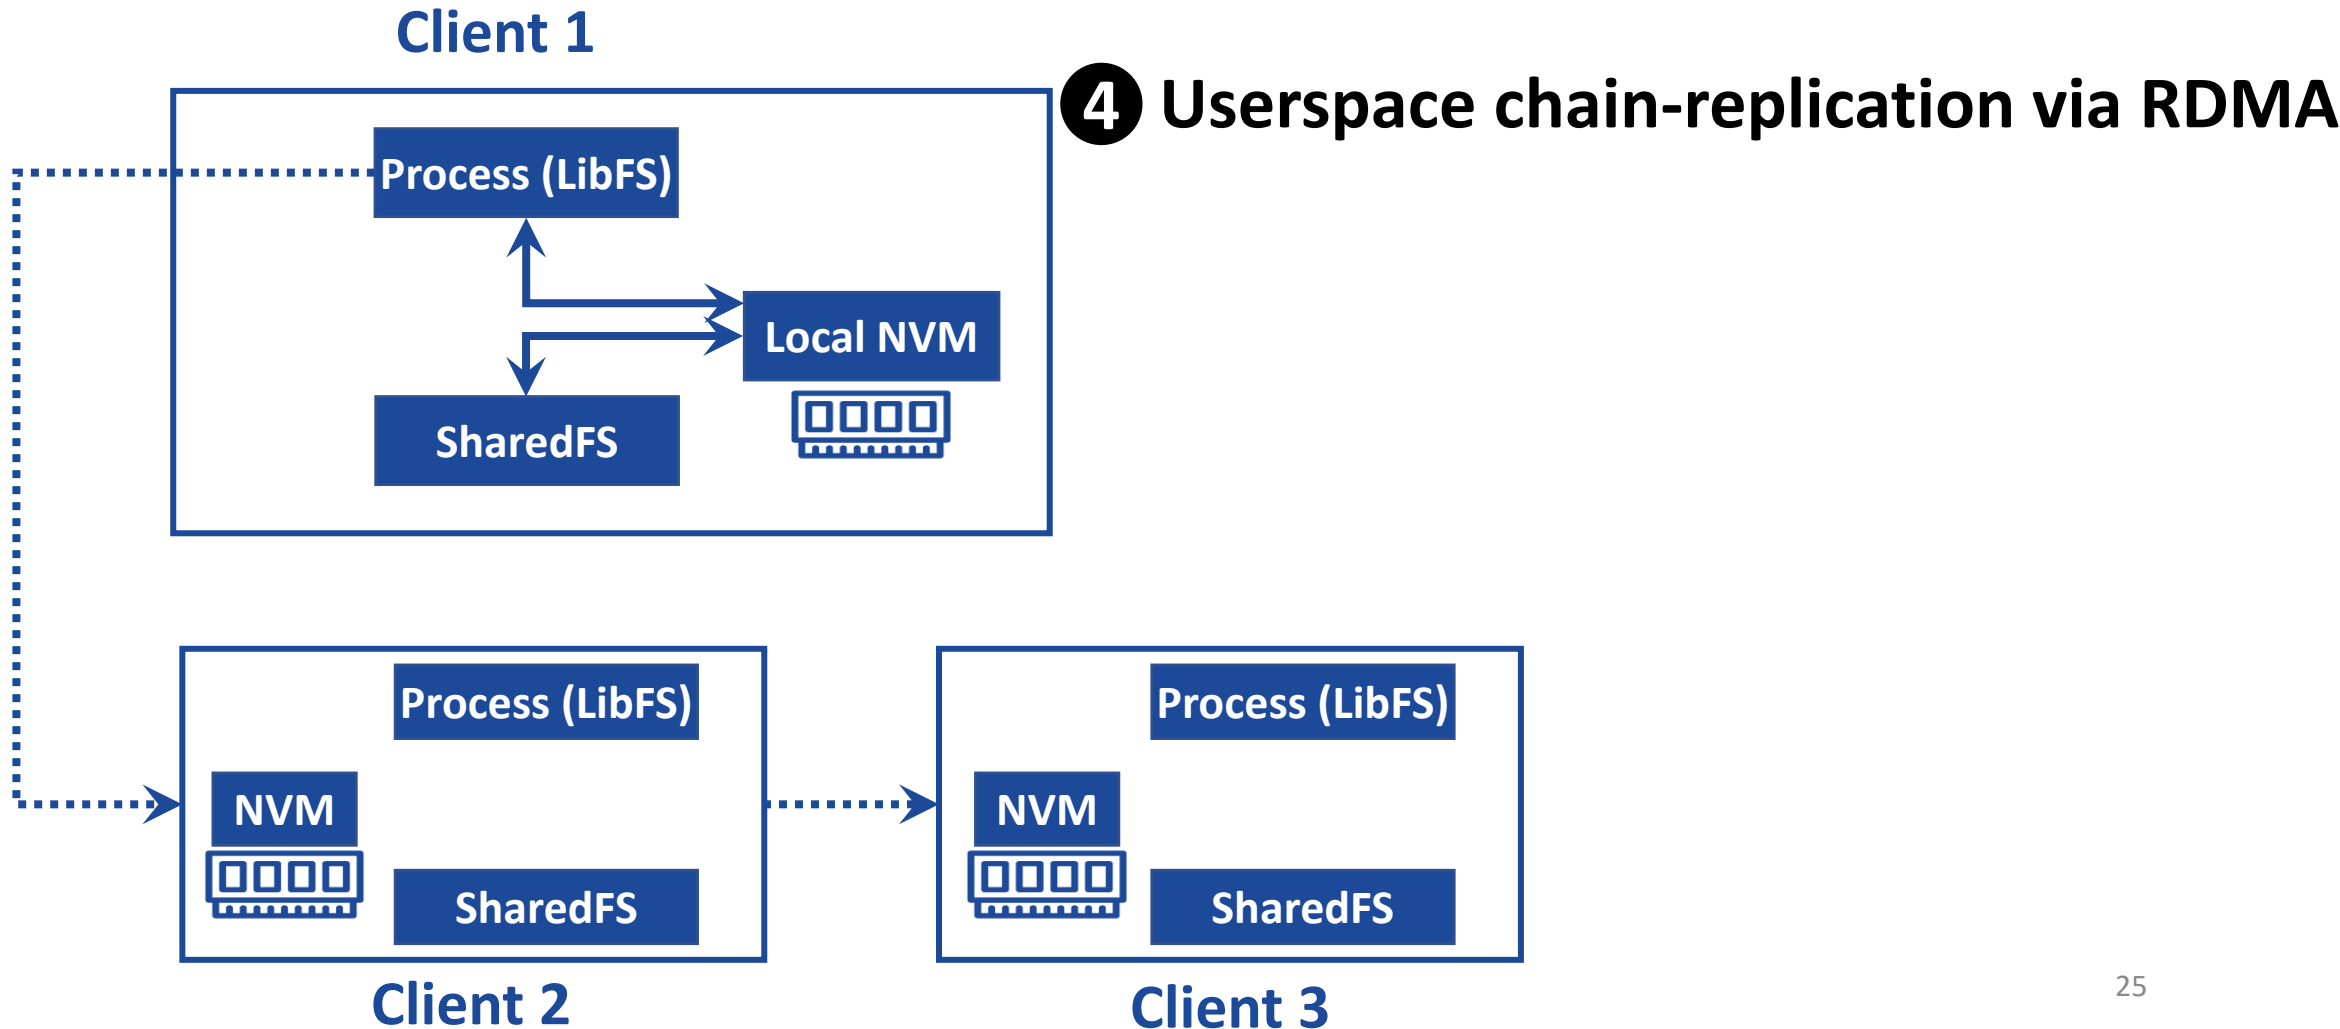 Client 1
❹ Userspace chain-replication via RDMA
Process (LibFS)
Local NVM
SharedFS
Process (LibFS)
NVM
SharedFS
Client 2
Process (LibFS)
NVM
SharedFS
Client 3
25